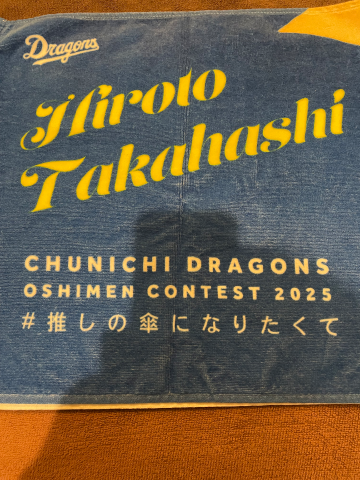 Dragons
Hiroto
Takahashi
CHUNICHI DRAGONS
OSHIMEN CONTEST 2025
#推しの傘になりたくて